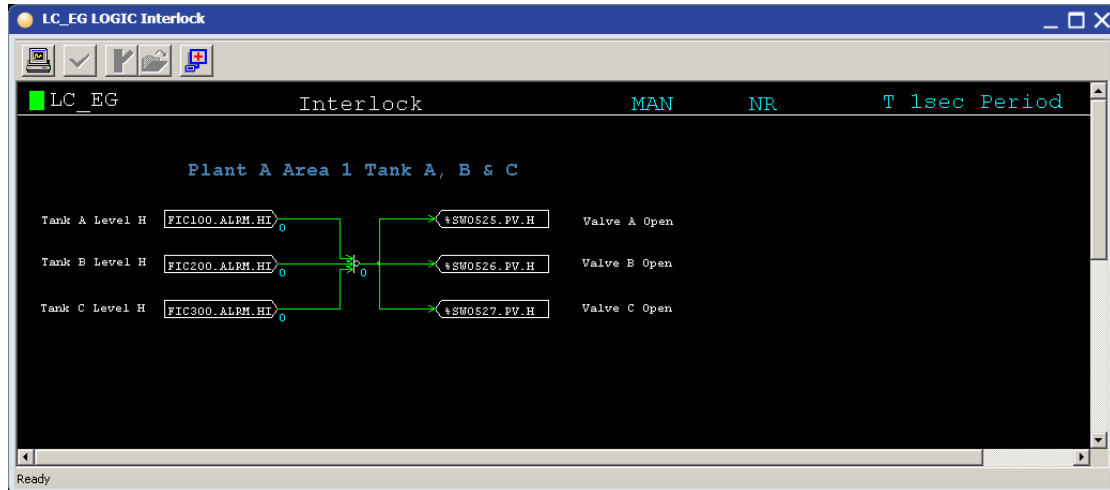 LC_EG LOGIC Interlock
LC_EG Interlock MAN NR T 1sec Period
Plant A Area 1 Tank A, B & C
Tank A Level H FIC100.ALRM.HI 0 %SW0525.PV.H Valve A Open
Tank B Level H FIC200.ALRM.HI 0 0 %SW0526.PV.H Valve B Open
Tank C Level H FIC300.ALRM.HI 0 %SW0527.PV.H Valve C Open
Ready